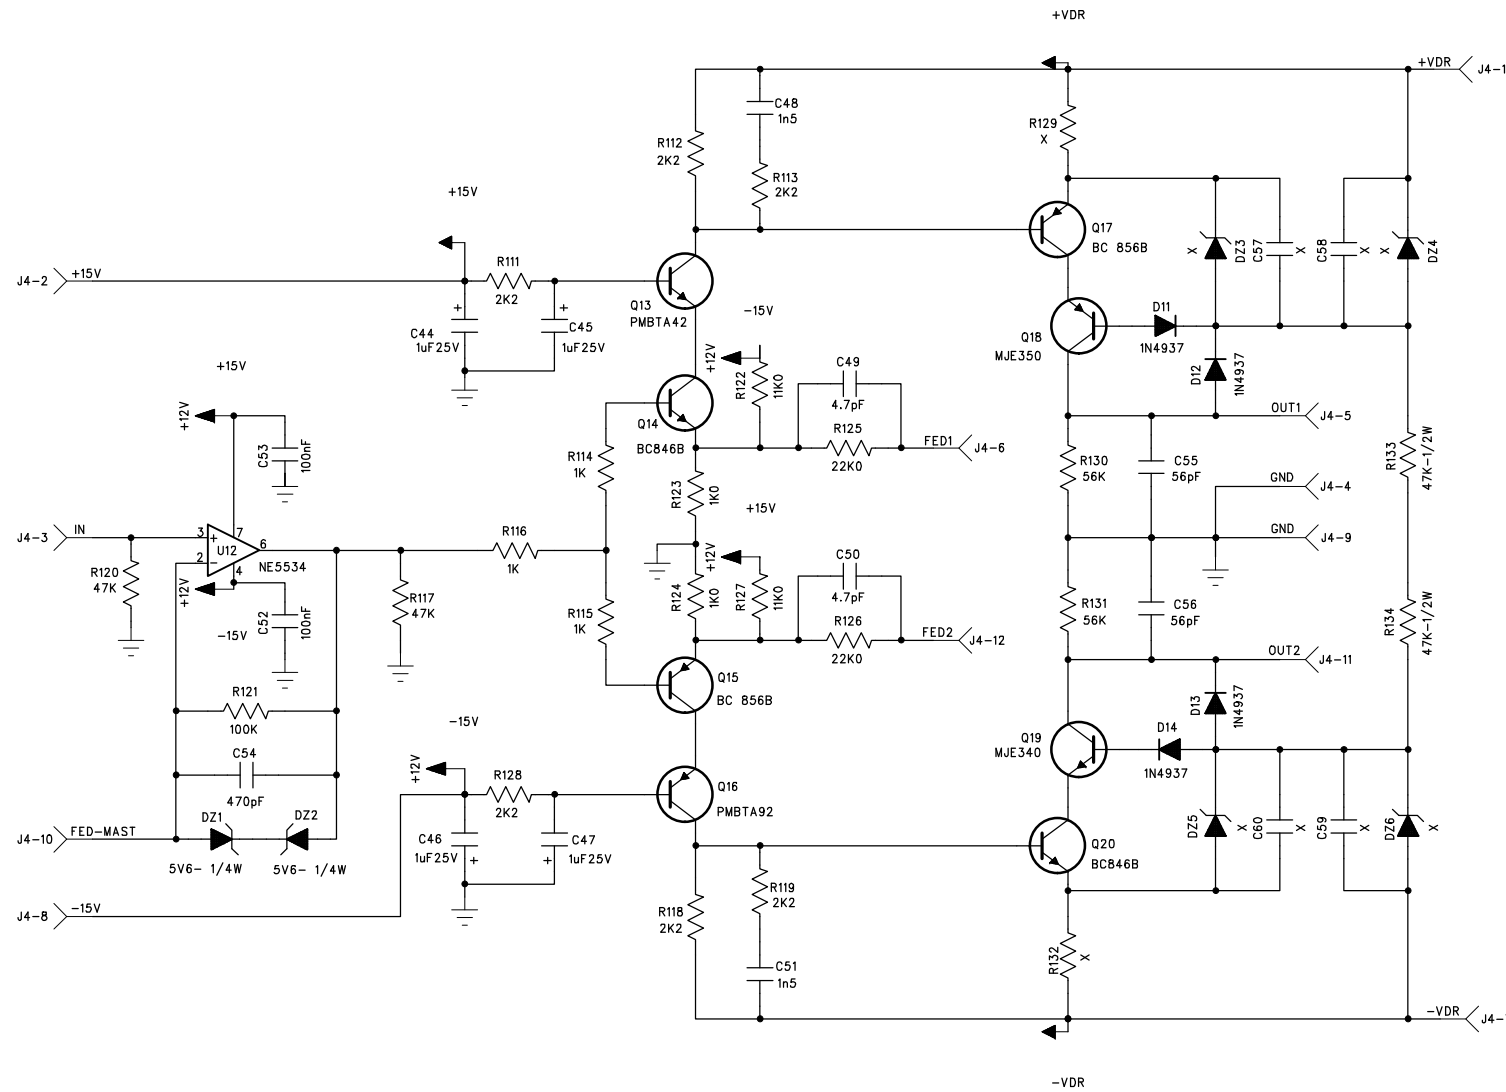 +VDR
+VDR
J4-1
C48
1n5
R129
X
R112
2K2
R113
2K2
+15V
Q17
BC 856B
X
DZ3
C57
X
C58
X
X
DZ4
J4-2
+15V
R111
2K2
Q13
PMBTA42
-15V
D11
1N4937
Q18
MJE350
C44
1uF25V
+
+
C45
1uF25V
+12V
R122
11K0
C49
4.7pF
D12
1N4937
+15V
+12V
Q14
BC846B
OUT1
J4-5
C53
100nF
R125
22K0
FED1
J4-6
R114
1K
R123
1K0
R130
56K
C55
56pF
R133
47K-1/2W
GND
J4-4
+15V
J4-3
IN
3
+
7
6
2
-
U12
4
NE5534
R116
1K
GND
J4-9
R120
47K
+12V
+12V
R124
1K0
R127
11K0
C50
4.7pF
R117
47K
R115
1K
R131
56K
C56
56pF
R134
47K-1/2W
C52
100nF
-15V
R126
22K0
FED2
J4-12
OUT2
J4-11
Q15
BC 856B
R121
100K
D13
1N4937
-15V
D14
1N4937
Q19
MJE340
C54
470pF
+12V
R128
2K2
Q16
PMBTA92
J4-10
FED-MAST
DZ1
DZ2
5V6- 1/4W
5V6- 1/4W
C46
1uF25V
+
+
C47
1uF25V
DZ5
X
C60
X
C59
X
DZ6
X
Q20
BC846B
J4-8
-15V
R118
2K2
R119
2K2
R132
X
C51
1n5
-VDR
J4-
-VDR